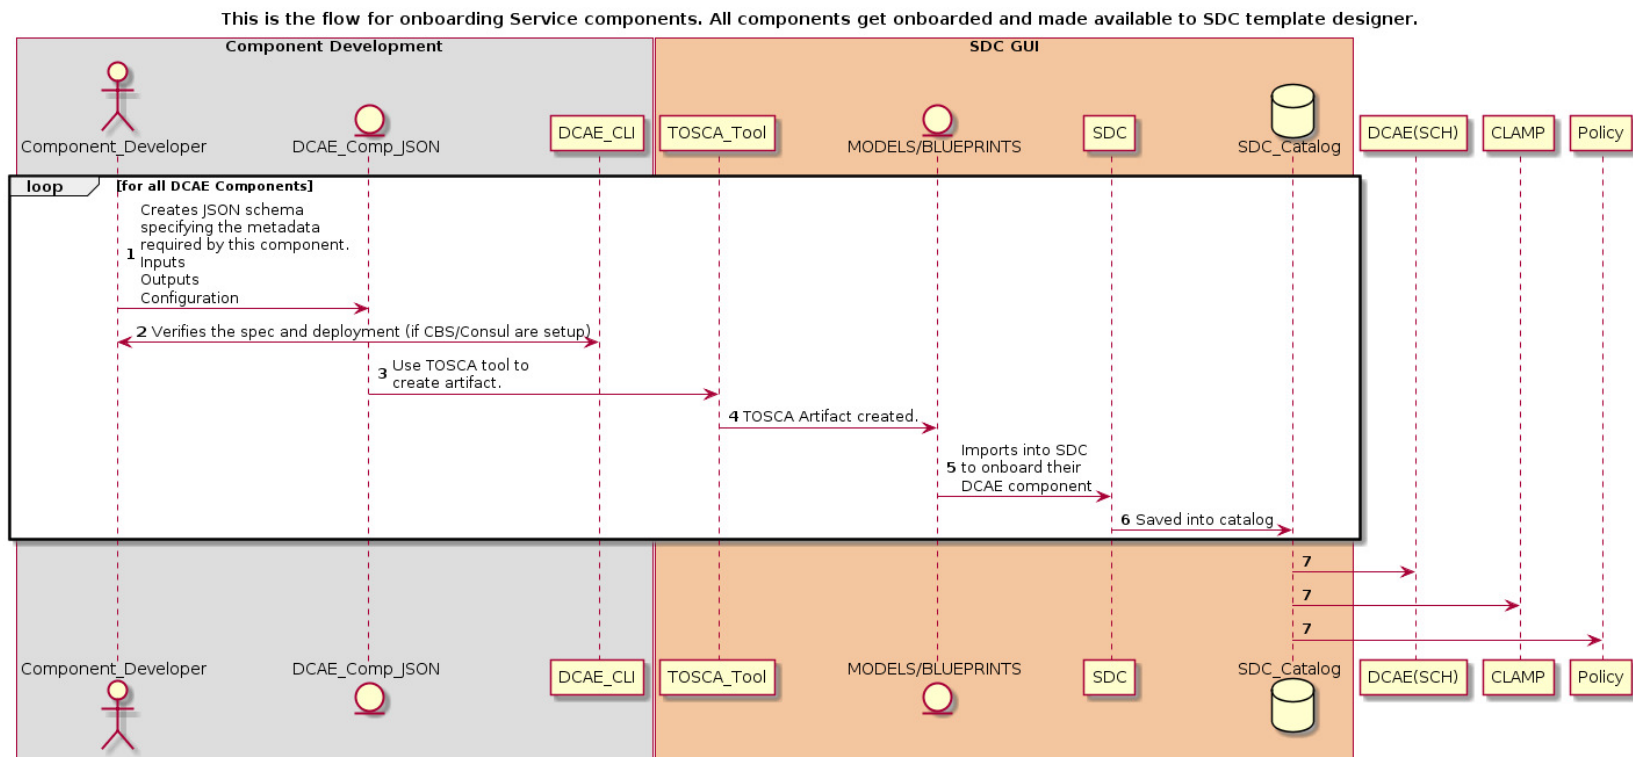 This is the flow for onboarding Service components. All components get onboarded and made available to SDC template designer.
Component Development
SDC GUI
Component_Developer
DCAE_Comp_JSON
DCAE_CLI
TOSCA_Tool
MODELS/BLUEPRINTS
SDC
SDC_Catalog
DCAE(SCH)
CLAMP
Policy
loop
[for all DCAE Components]
1
Creates JSON schema
specifying the metadata
required by this component.
Inputs
Outputs
Configuration
2 Verifies the spec and deployment (if CBS/Consul are setup)
3
Use TOSCA tool to
create artifact.
4 TOSCA Artifact created.
5
Imports into SDC
to onboard their
DCAE component
6 Saved into catalog
7
7
7
Component_Developer
DCAE_Comp_JSON
DCAE_CLI
TOSCA_Tool
MODELS/BLUEPRINTS
SDC
SDC_Catalog
DCAE(SCH)
CLAMP
Policy